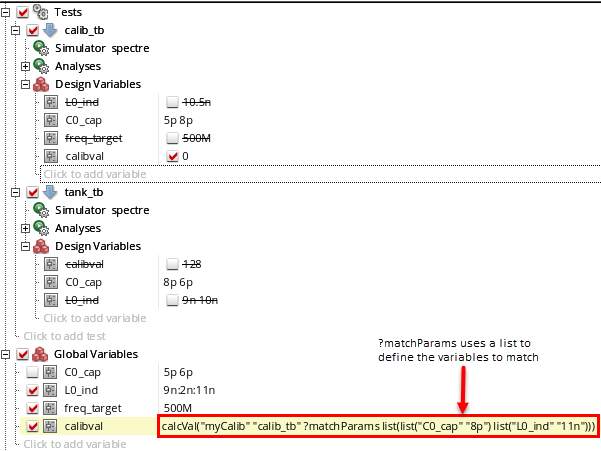 Tests
calib_tb
Simulator spectre
Analyses
Design Variables
L0_ind 10.5n
C0_cap 5p 8p
freq_target 500M
calibval 0
Click to add variable
tank_tb
Simulator spectre
Analyses
Design Variables
calibval 128
C0_cap 8p 6p
L0_ind 9n 10n
Click to add variable
Click to add test
?matchParams uses a list to
define the variables to match
Global Variables
C0_cap 5p 6p
L0_ind 9n:2n:11n
freq_target 500M
calibval calcVal("myCalib" "calib_tb" ?matchParams list(list("C0_cap" "8p") list("L0_ind" "11n")))
Click to add variable